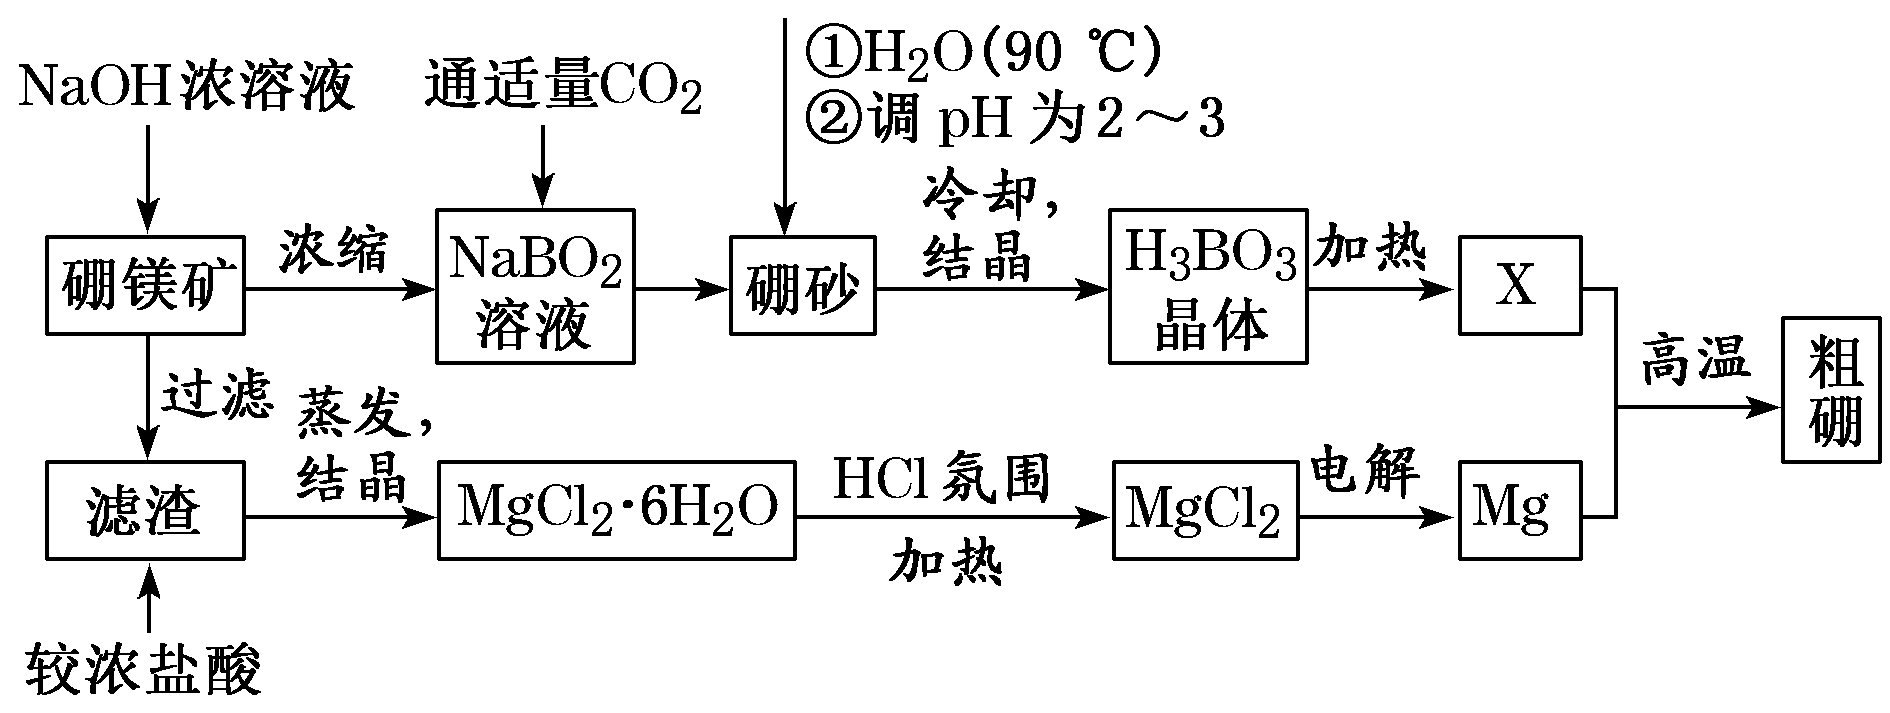 NaOH浓溶液
通适量CO₂
①H₂O(90 ℃)
②调 pH 为2～3
硼镁矿
浓缩
NaBO₂
溶液
硼砂
冷却，
结晶
H₃BO₃
晶体
加热
X
过滤
高温
粗
硼
滤渣
蒸发，
结晶
MgCl₂·6H₂O
HCl氛围
加热
MgCl₂
电解
Mg
较浓盐酸